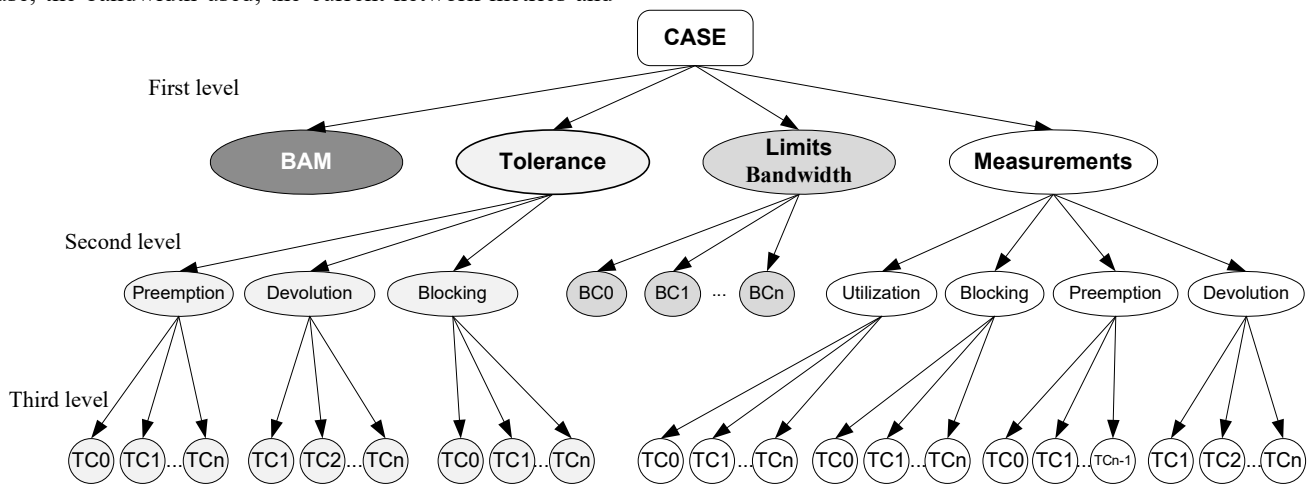 ase, the bandwidth used, the current network metrics and
CASE
First level
BAM
Tolerance
Limits
Bandwidth
Measurements
Second level
Preemption Devolution Blocking BC0 BC1 ... BCn Utilization Blocking Preemption Devolution
Third level
TC0 TC1 ... TCn TC1 TC2 ... TCn TC0 TC1 ... TCn TC0 TC1 ... TCn TC0 TC1 ... TCn TC0 TC1 ... TCn-1 TC1 TC2 ... TCn